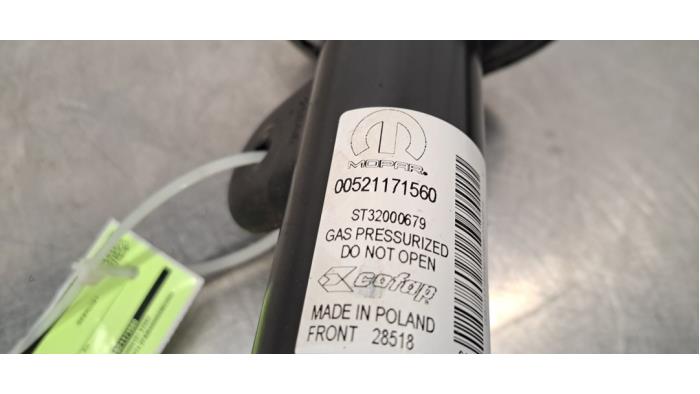 MOPAR
00521171560
ST32000679
GAS PRESSURIZED
DO NOT OPEN
cofap
MADE IN POLAND
FRONT 28518